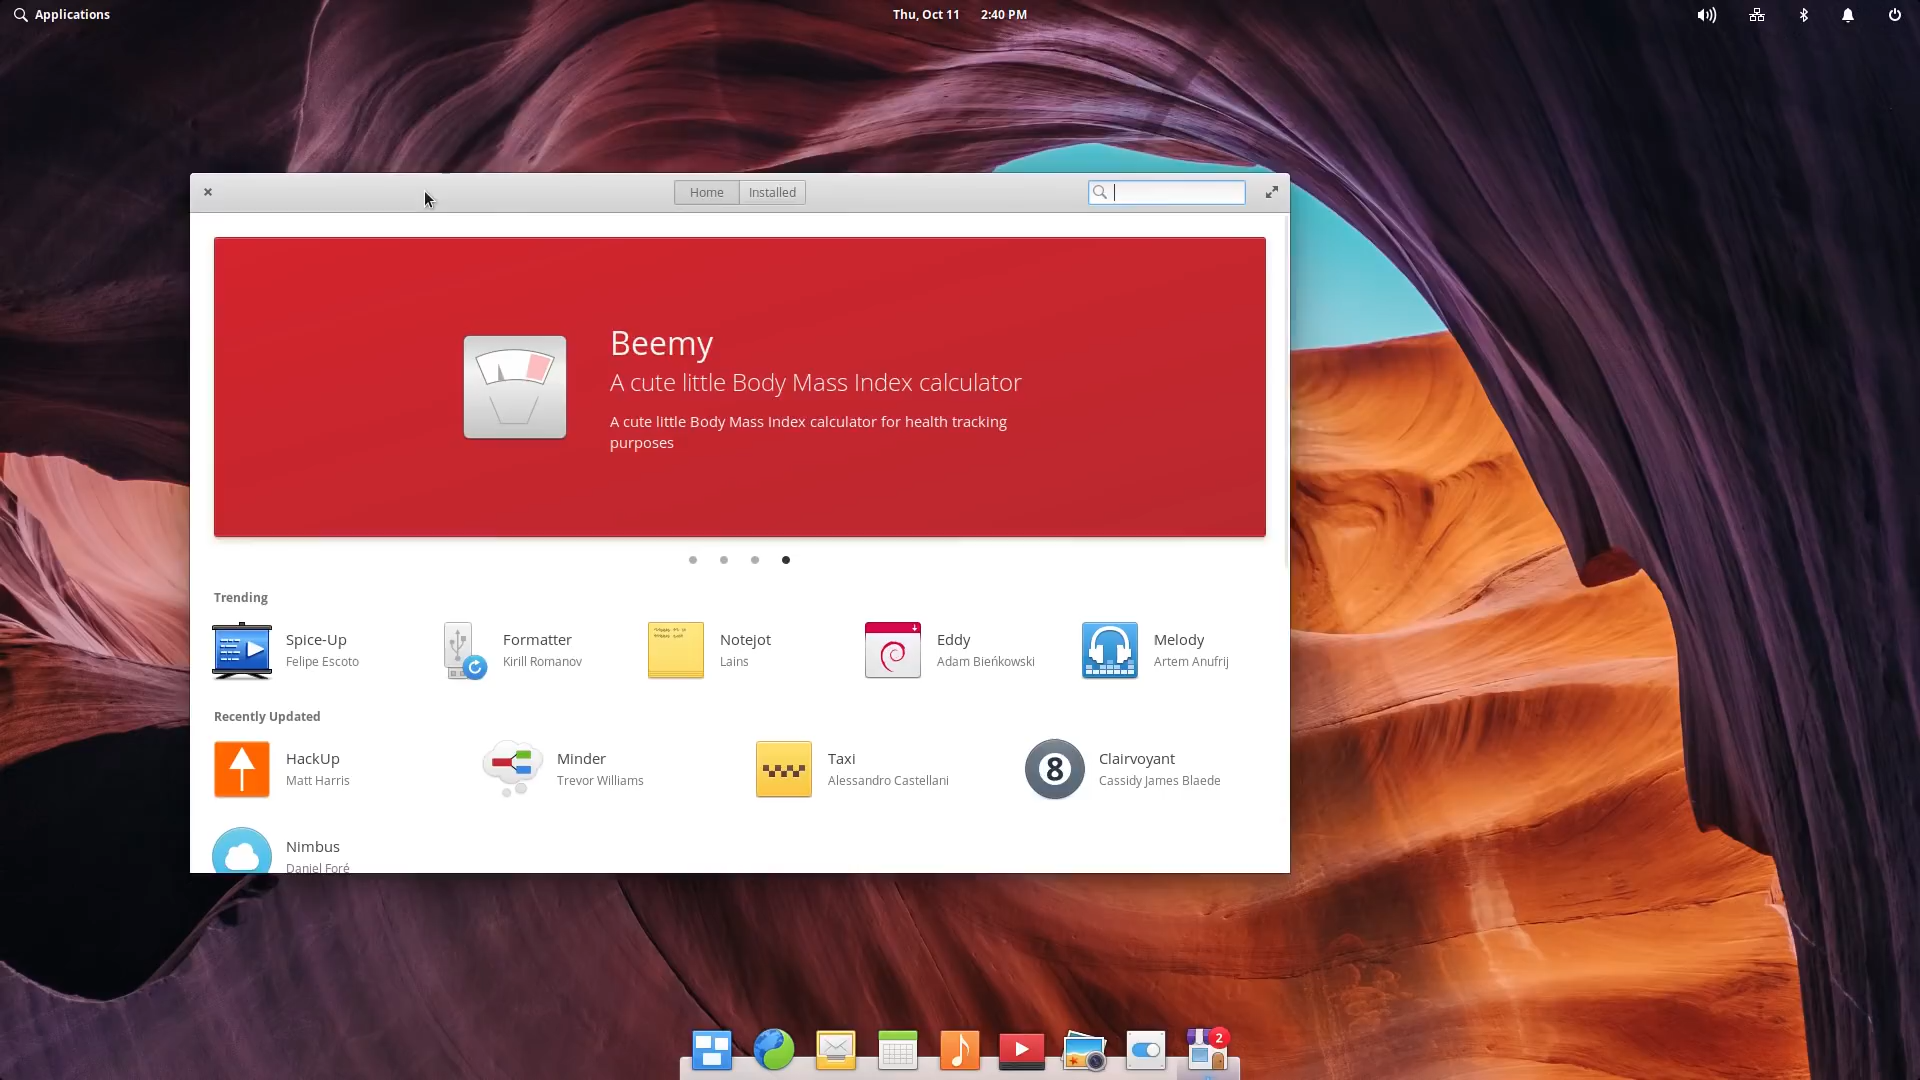 Applications
Thu, Oct 11 2:40 PM
Home Installed
Beemy
A cute little Body Mass Index calculator
A cute little Body Mass Index calculator for health tracking
purposes
Trending
Spice-Up
Felipe Escoto
Formatter
Kirill Romanov
Notejot
Lains
Eddy
Adam Bieńkowski
Melody
Artem Anufrij
Recently Updated
HackUp
Matt Harris
Minder
Trevor Williams
Taxi
Alessandro Castellani
8
Clairvoyant
Cassidy James Blaede
Nimbus
Daniel Foré
2